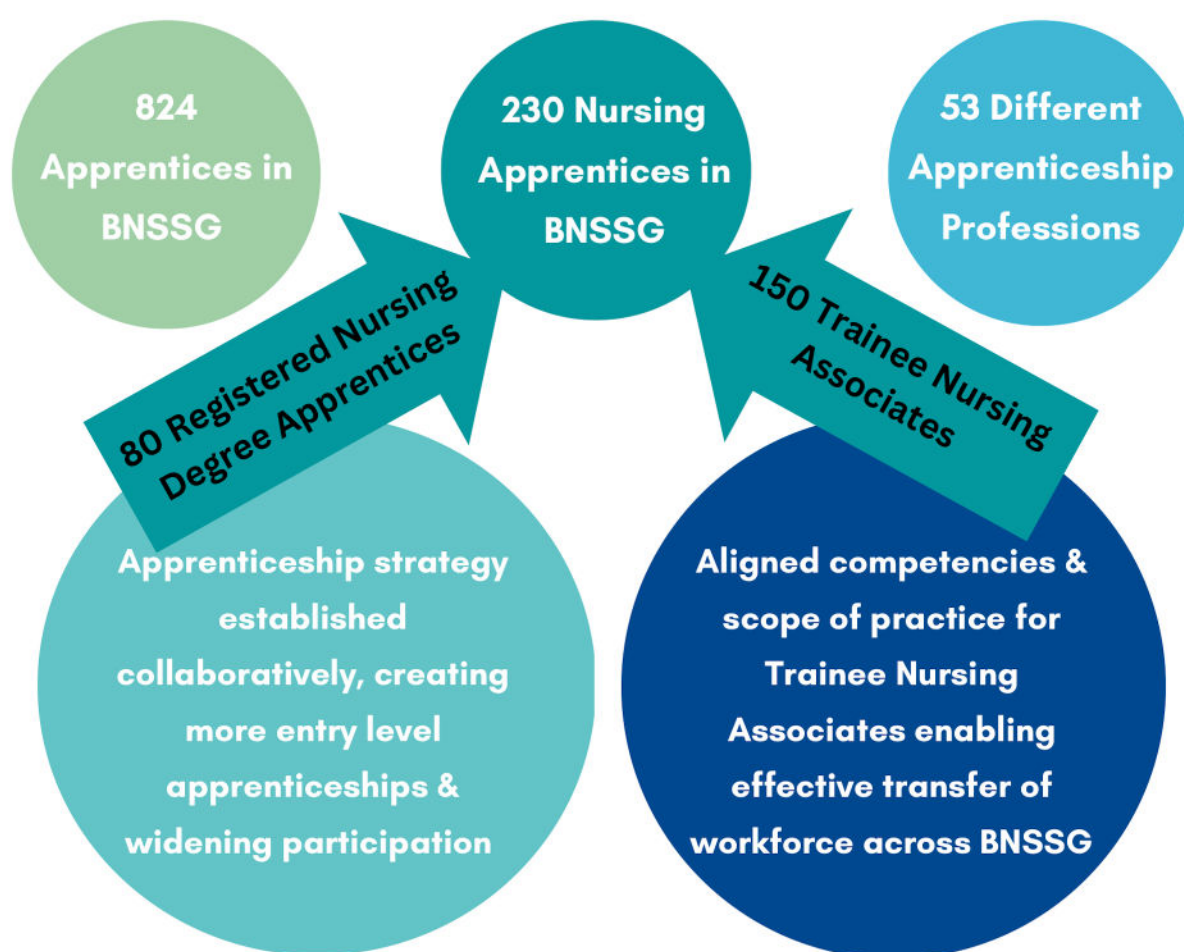 824
Apprentices in
BNSSG
230 Nursing
Apprentices in
BNSSG
53 Different
Apprenticeship
Professions
80 Registered Nursing
Degree Apprentices
150 Trainee Nursing
Associates
Apprenticeship strategy
established
collaboratively, creating
more entry level
apprenticeships &
widening participation
Aligned competencies &
scope of practice for
Trainee Nursing
Associates enabling
effective transfer of
workforce across BNSSG